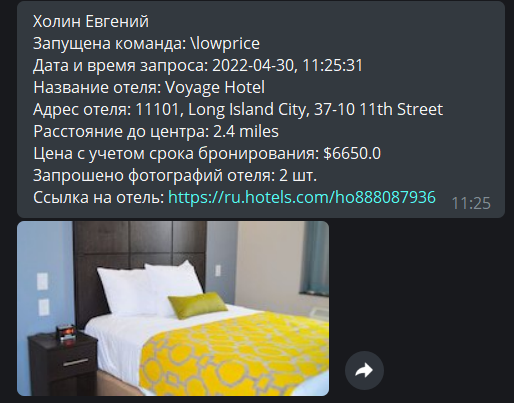 Холин Евгений
Запущена команда: \lowprice
Дата и время запроса: 2022-04-30, 11:25:31
Название отеля: Voyage Hotel
Адрес отеля: 11101, Long Island City, 37-10 11th Street
Расстояние до центра: 2.4 miles
Цена с учетом срока бронирования: $6650.0
Запрошено фотографий отеля: 2 шт.
Ссылка на отель: https://ru.hotels.com/ho888087936 11:25